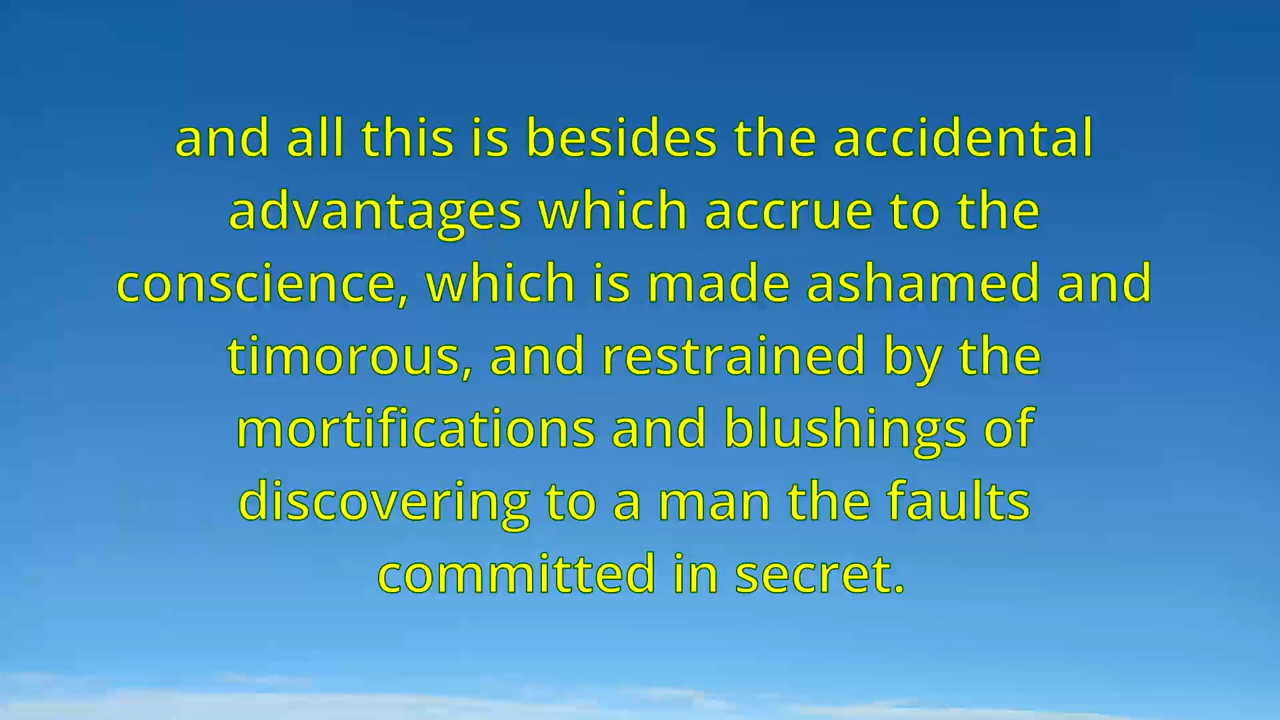 and all this is besides the accidental
advantages which accrue to the
conscience, which is made ashamed and
timorous, and restrained by the
mortifications and blushings of
discovering to a man the faults
committed in secret.